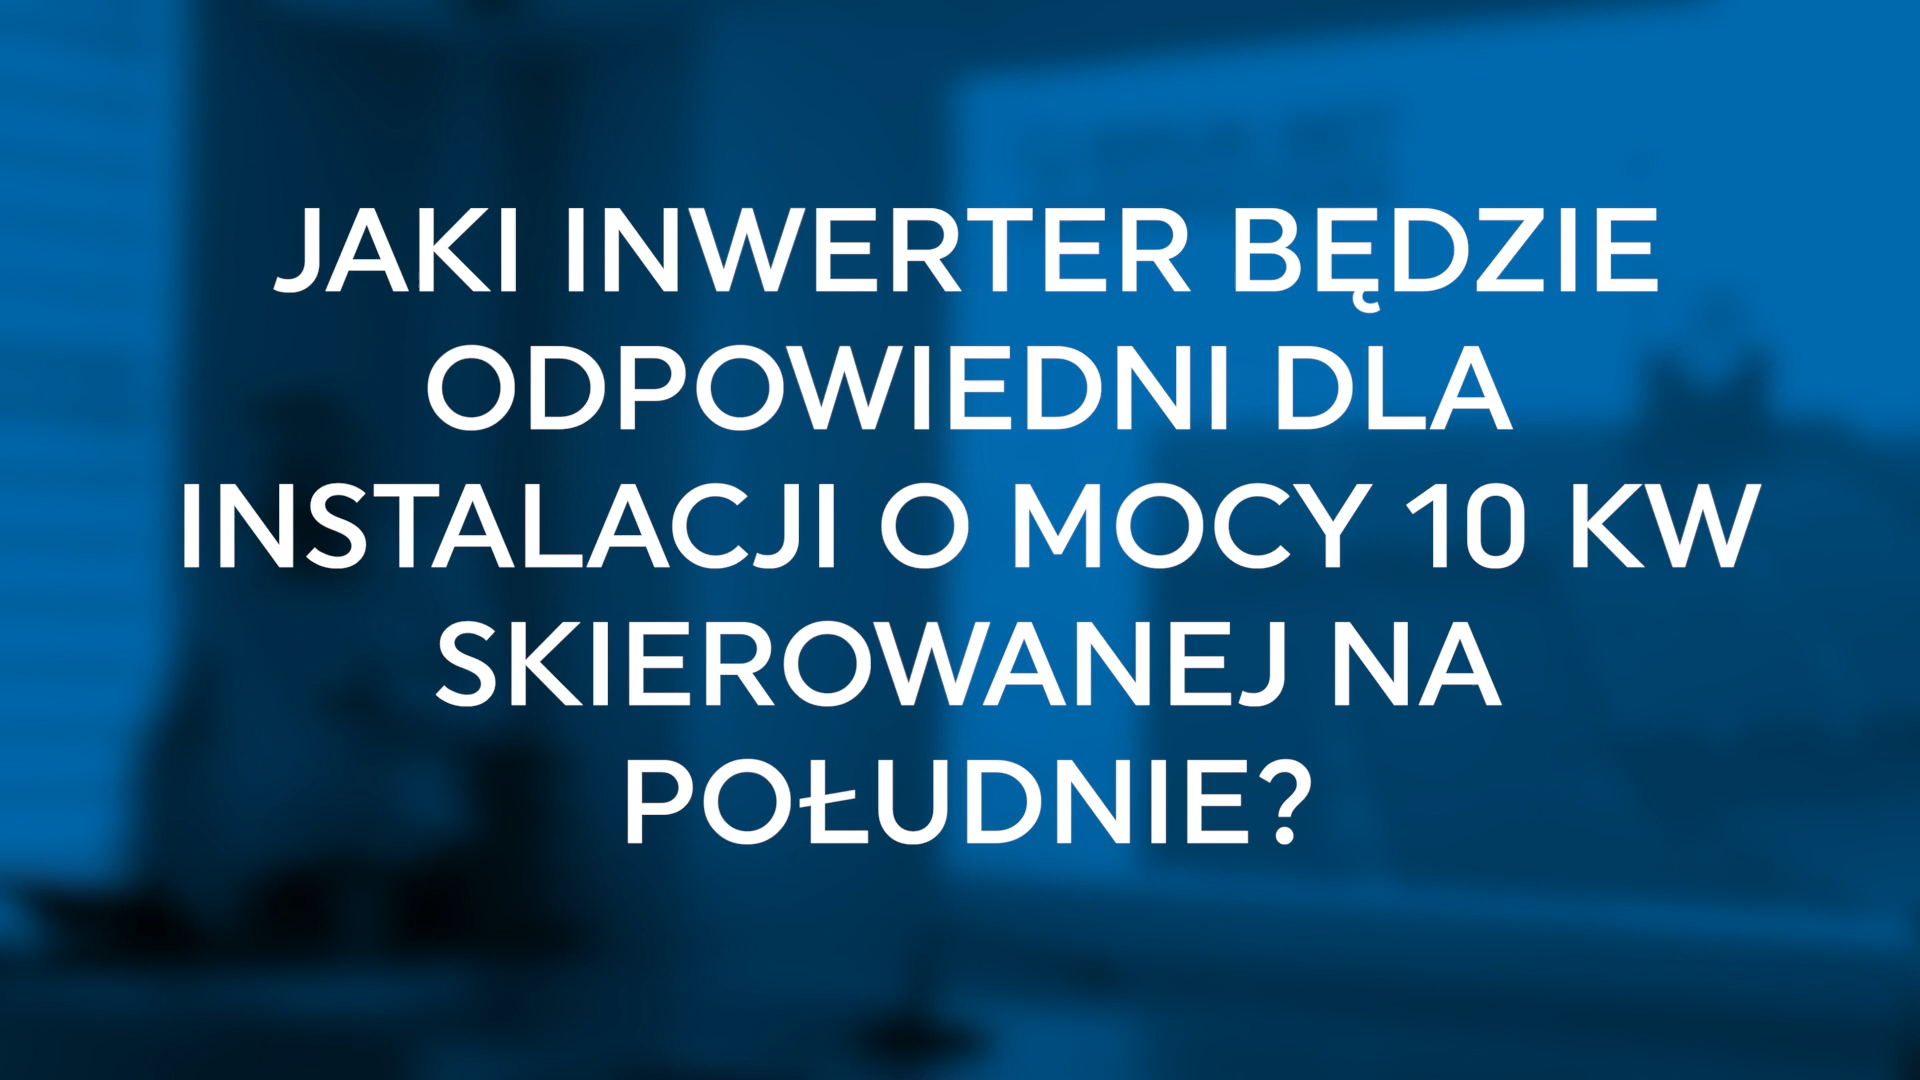 JAKI INWERTER BĘDZIE
ODPOWIEDNI DLA
INSTALACJI O MOCY 10 KW
SKIEROWANEJ NA
POŁUDNIE?